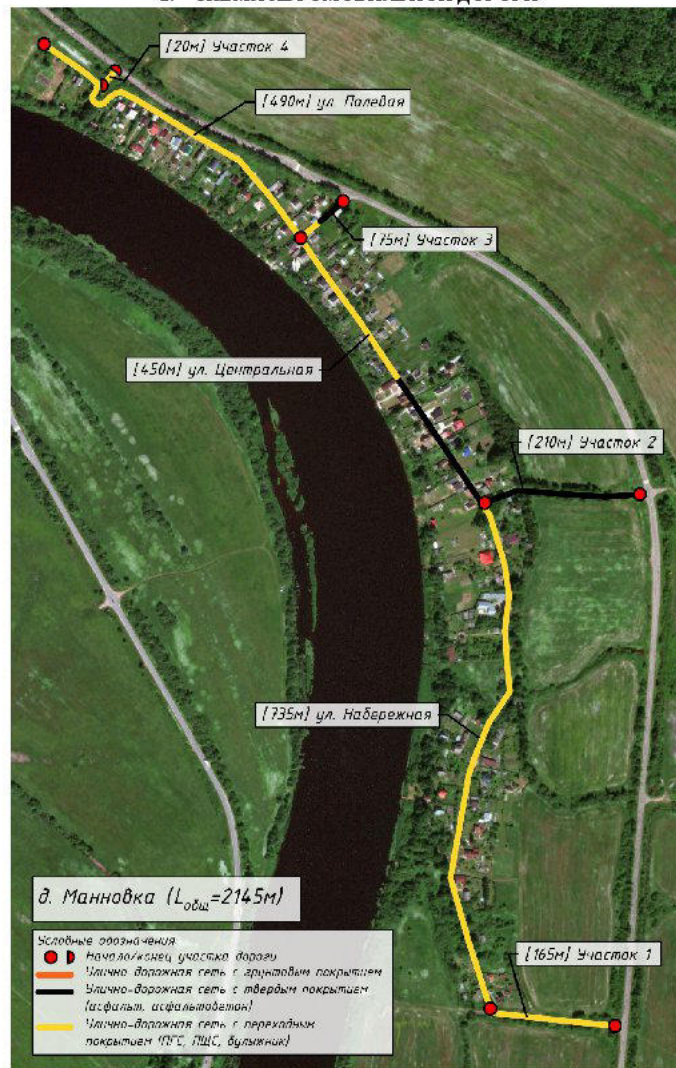 [20м] Участок 4
[490м] ул. Полевая
[75м] Участок 3
[450м] ул. Центральная
[210м] Участок 2
[735м] ул. Набережная
д. Манновка (Lобщ=2145м)
[165м] Участок 1
Условные обозначения
Начало/конец участка дороги
Улично дорожная сеть с грунтовым покрытием
Улично-дорожная сеть с твердым покрытием
(асфальт, асфальтобетон)
Улично-дорожная сеть с переходным
покрытием (ПГС, ПЩС, булыжник)